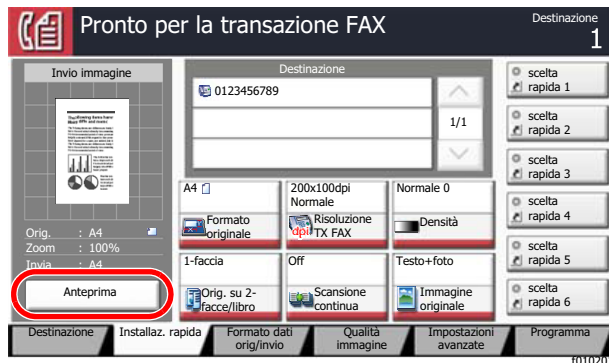 Pronto per la transazione FAX
Destinazione
1
Invio immagine
Orig. : A4
Zoom : 100%
Invia : A4
Anteprima
Destinazione
0123456789
1/1
A4
Formato
originale
200x100dpi
Normale
dpi
Risoluzione
TX FAX
Normale 0
Densità
1-faccia
Orig. su 2-
facce/libro
Off
Scansione
continua
Testo+foto
Immagine
originale
scelta
rapida 1
scelta
rapida 2
scelta
rapida 3
scelta
rapida 4
scelta
rapida 5
scelta
rapida 6
Destinazione
Installaz. rapida
Formato dati
orig/invio
Qualità
immagine
Impostazioni
avanzate
Programma
f01020